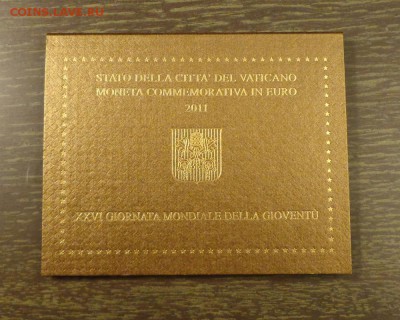 COINS.LAVE.RU
STATO DELLA CITTA' DEL VATICANO
MONETA COMMEMORATIVA IN EURO
2011
XXVI GIORNATA MONDIALE DELLA GIOVENTÙ